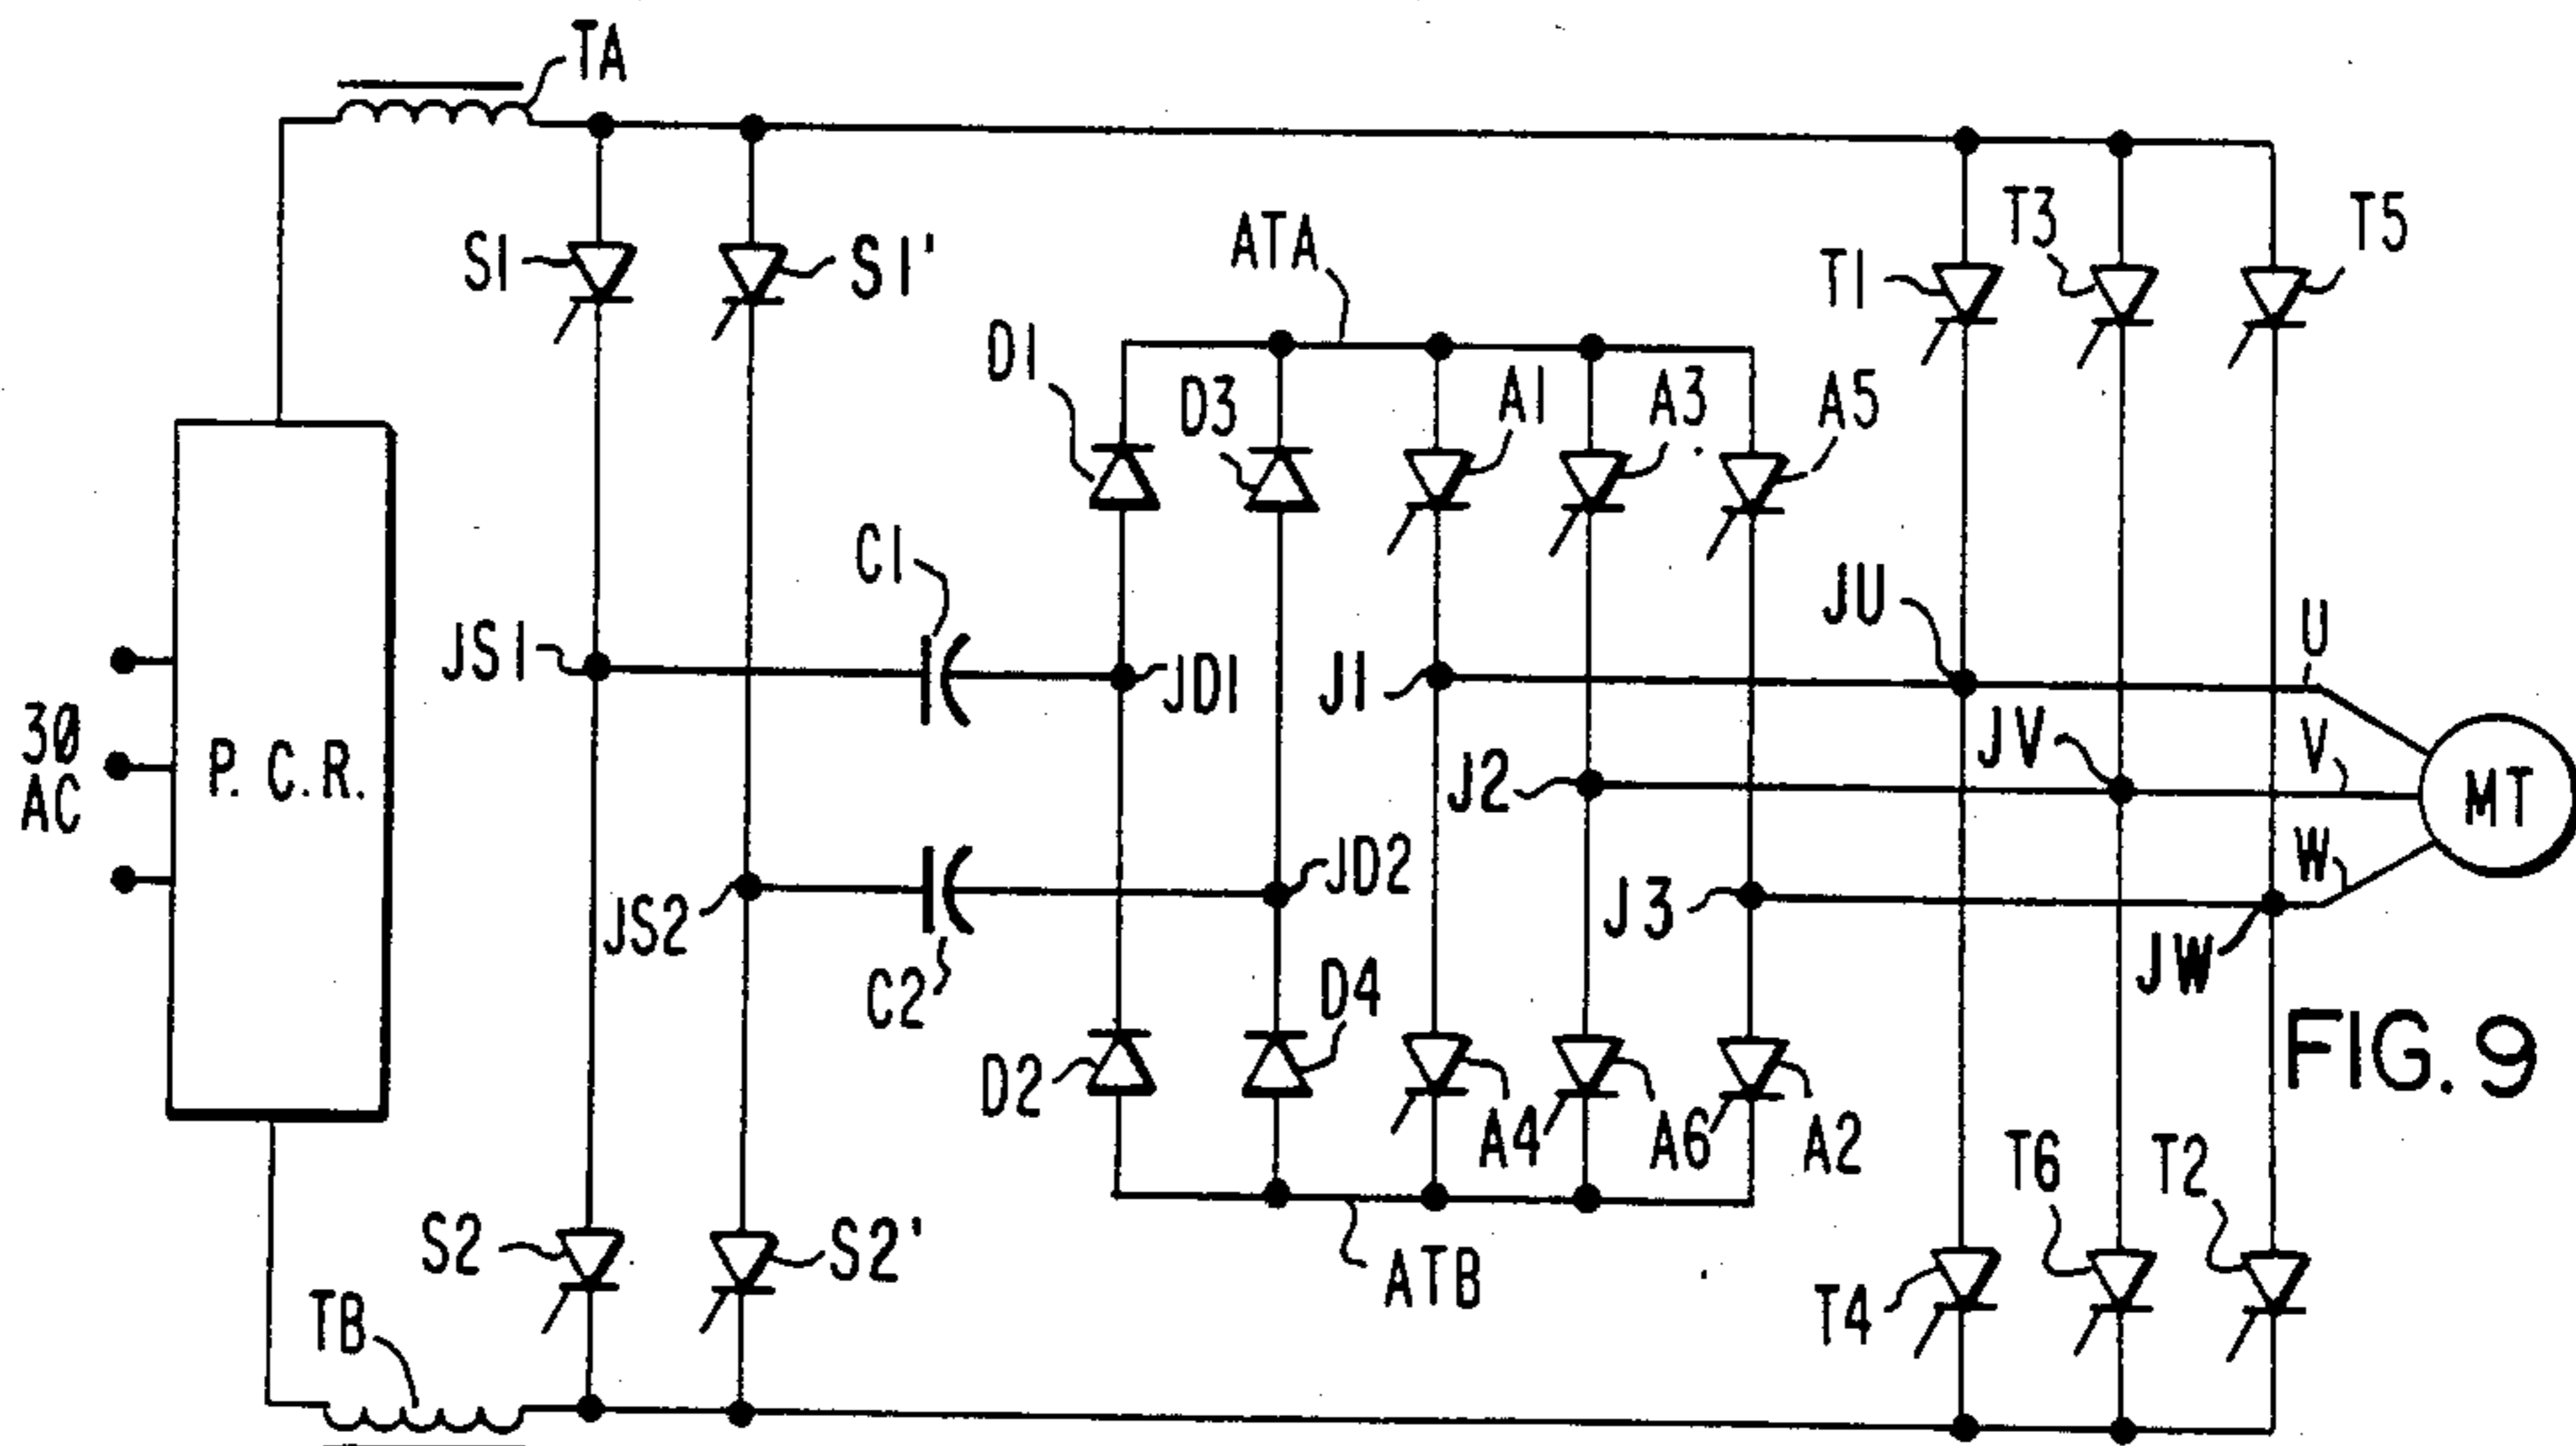 TA
S1
S1'
ATA
T1
T3
T5
D1
D3
A1
A3
A5
C1
JU
U
JS1
JD1
J1
30
AC
P. C. R.
JV
V
MT
J2
W
JS2
JD2
J3
JW
C2
D4
FIG. 9
D2
A4
A6
A2
T6
T2
S2
S2'
ATB
T4
TB